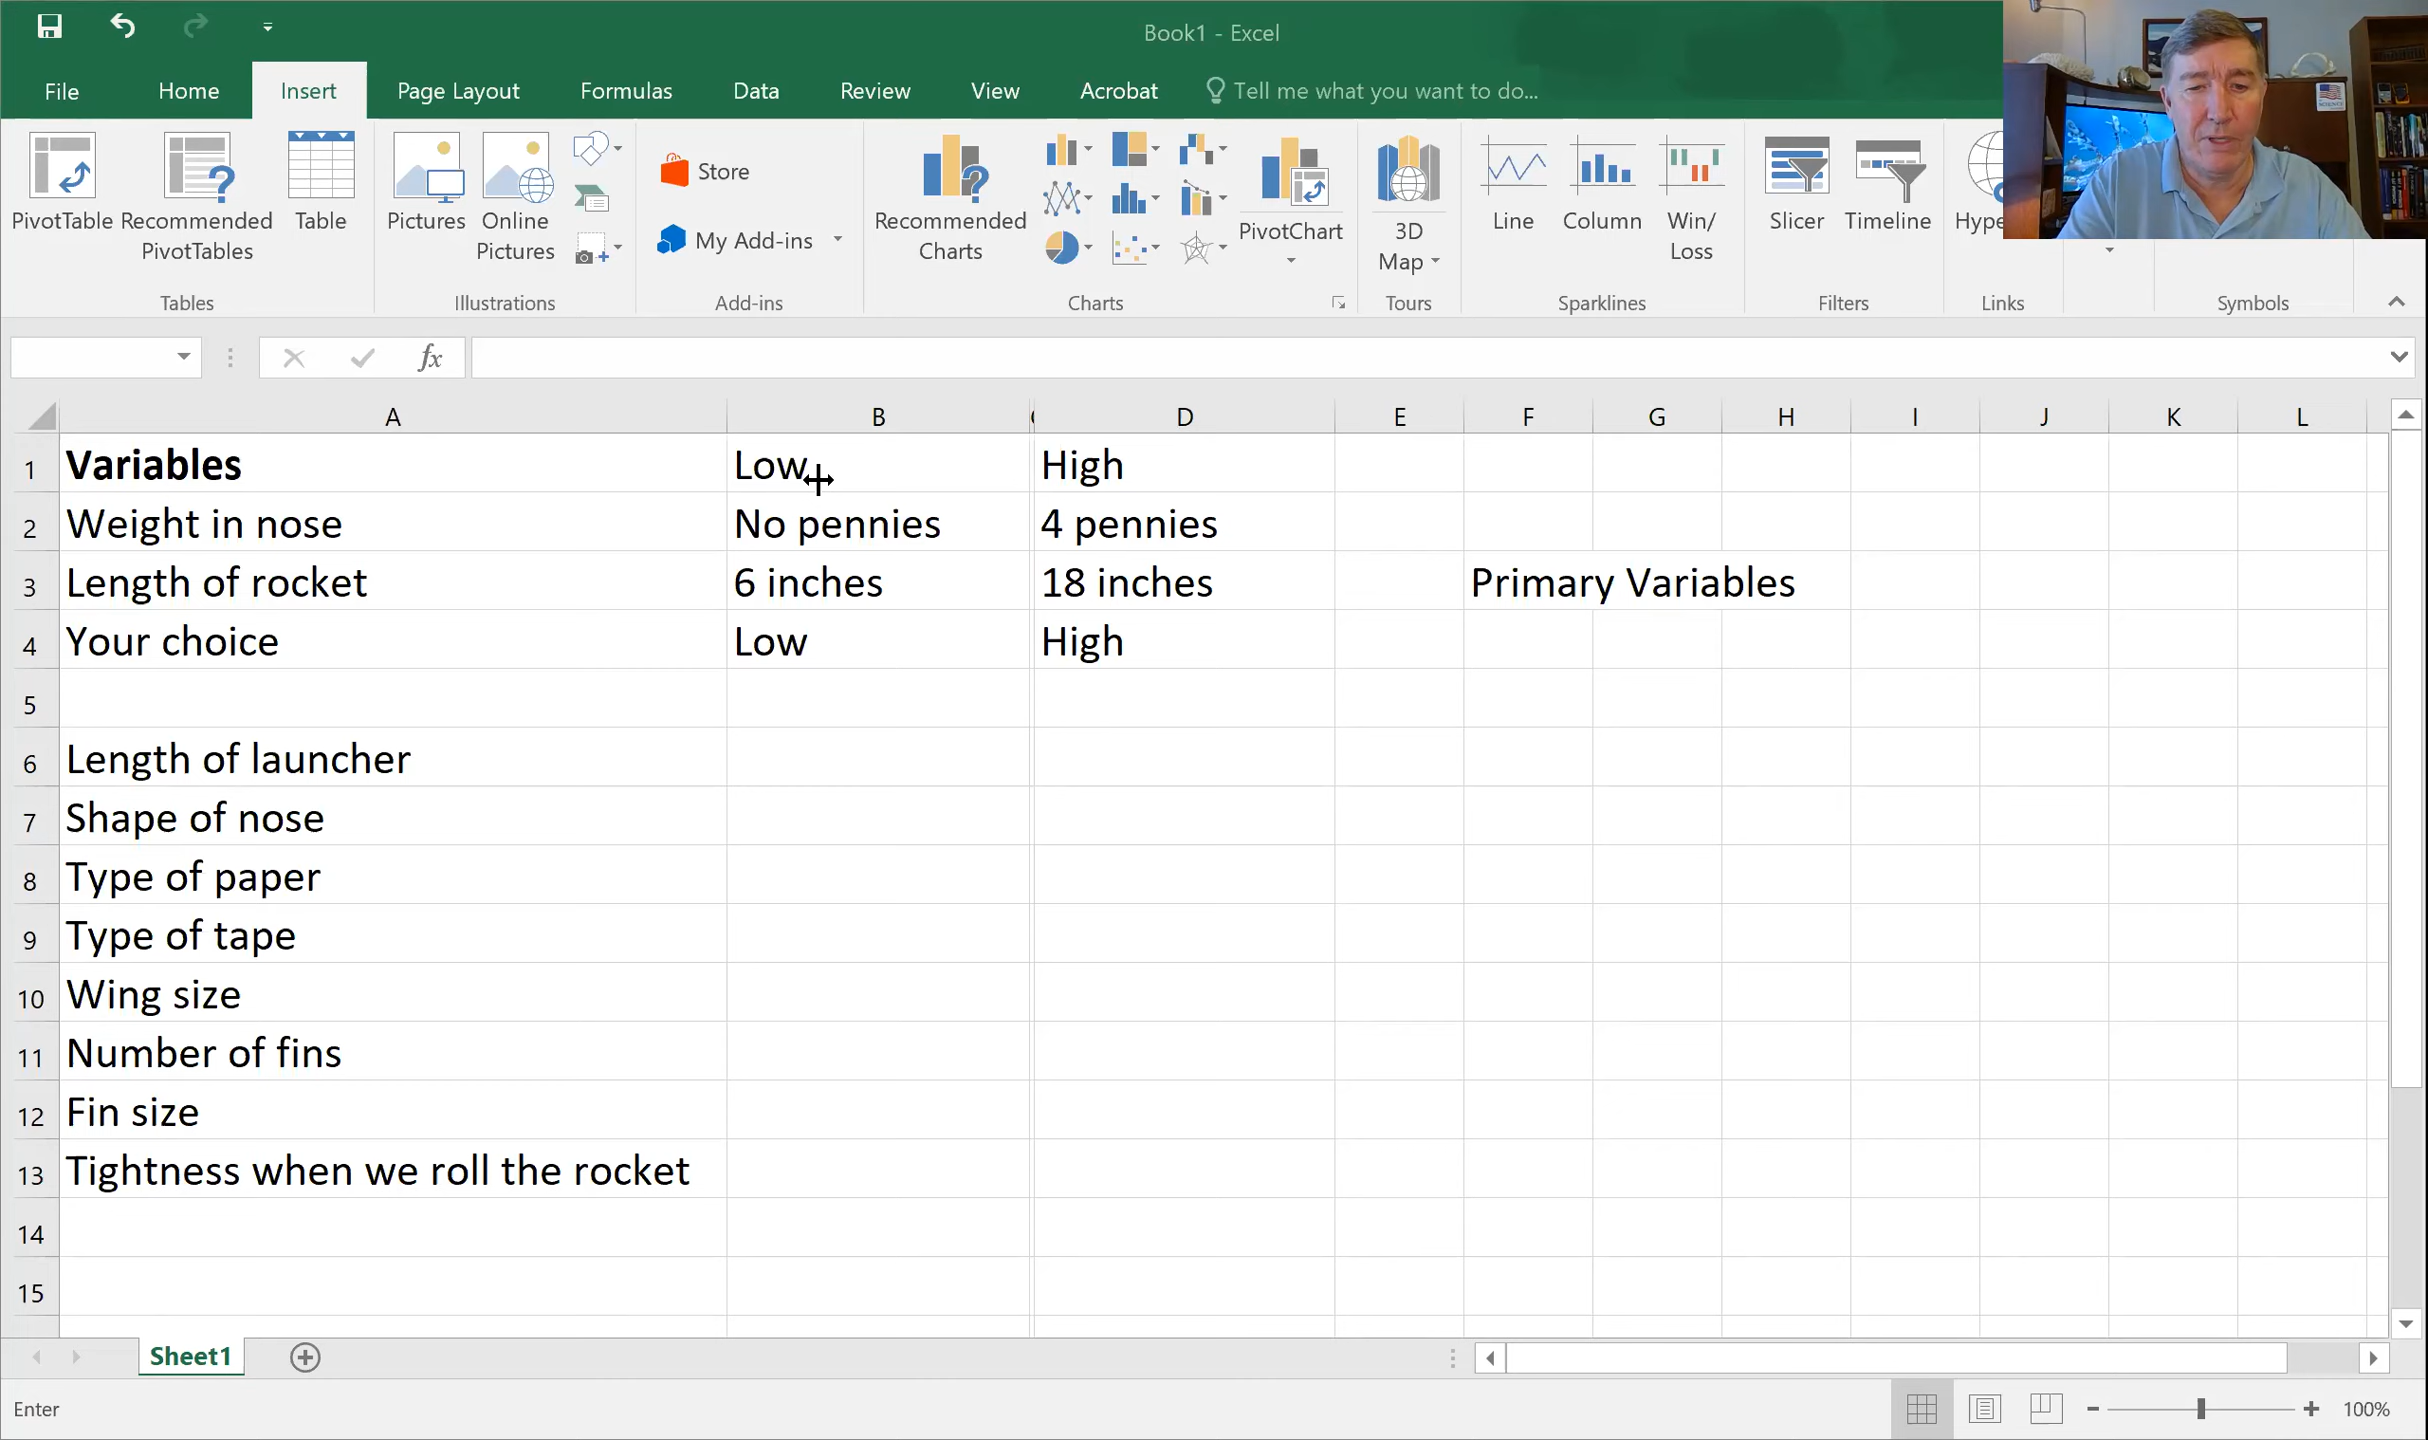 Book1 - Excel
File Home Insert Page Layout Formulas Data Review View Acrobat Tell me what you want to do...
PivotTable Recommended PivotTables Table
Pictures Online Pictures
Store
My Add-ins
Recommended Charts
PivotChart
3D Map
Line Column Win/Loss
Slicer Timeline
Tables Illustrations Add-ins Charts Tours Sparklines Filters Links Symbols
fx
A B D E F G H I J K L
1 Variables Low High
2 Weight in nose No pennies 4 pennies
3 Length of rocket 6 inches 18 inches Primary Variables
4 Your choice Low High
5
6 Length of launcher
7 Shape of nose
8 Type of paper
9 Type of tape
10 Wing size
11 Number of fins
12 Fin size
13 Tightness when we roll the rocket
14
15
Sheet1
Enter 100%